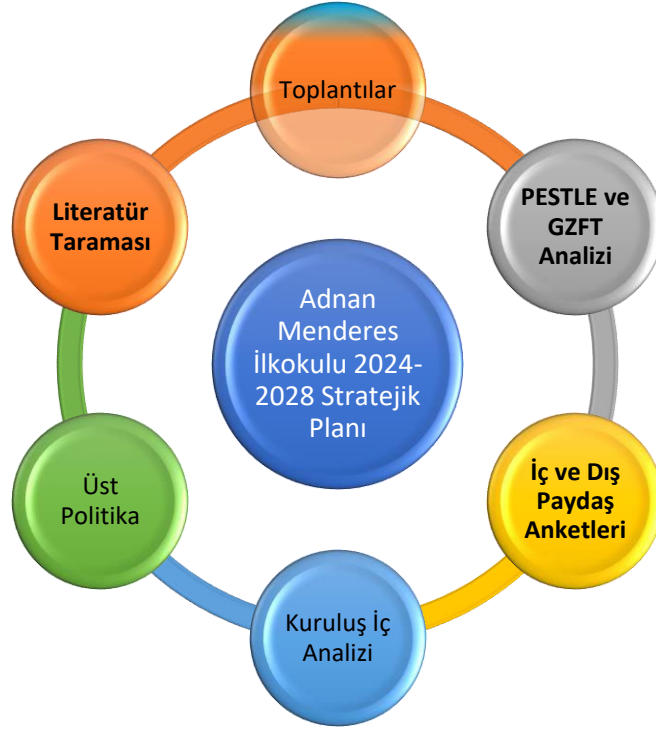 Toplantılar
PESTLE ve
GZFT
Analizi
İç ve Dış
Paydaş
Anketleri
Kuruluş İç
Analizi
Üst
Politika
Literatür
Taraması
Adnan
Menderes
İlkokulu 2024-
2028 Stratejik
Planı